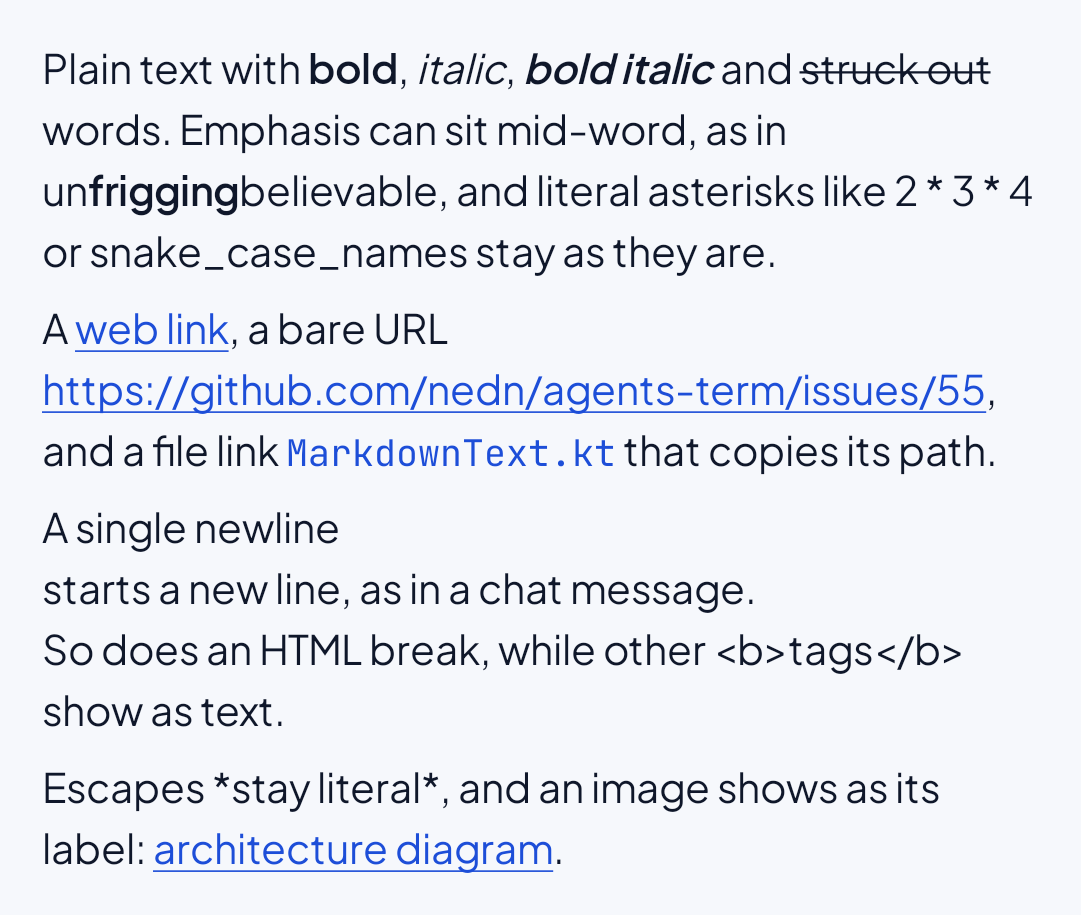 Plain text with bold, italic, bold italic and struck out
words. Emphasis can sit mid-word, as in
unfriggingbelievable, and literal asterisks like 2 * 3 * 4
or snake_case_names stay as they are.
A web link, a bare URL
https://github.com/nedn/agents-term/issues/55,
and a file link MarkdownText.kt that copies its path.
A single newline
starts a new line, as in a chat message.
So does an HTML break, while other <b>tags</b>
show as text.
Escapes *stay literal*, and an image shows as its
label: architecture diagram.